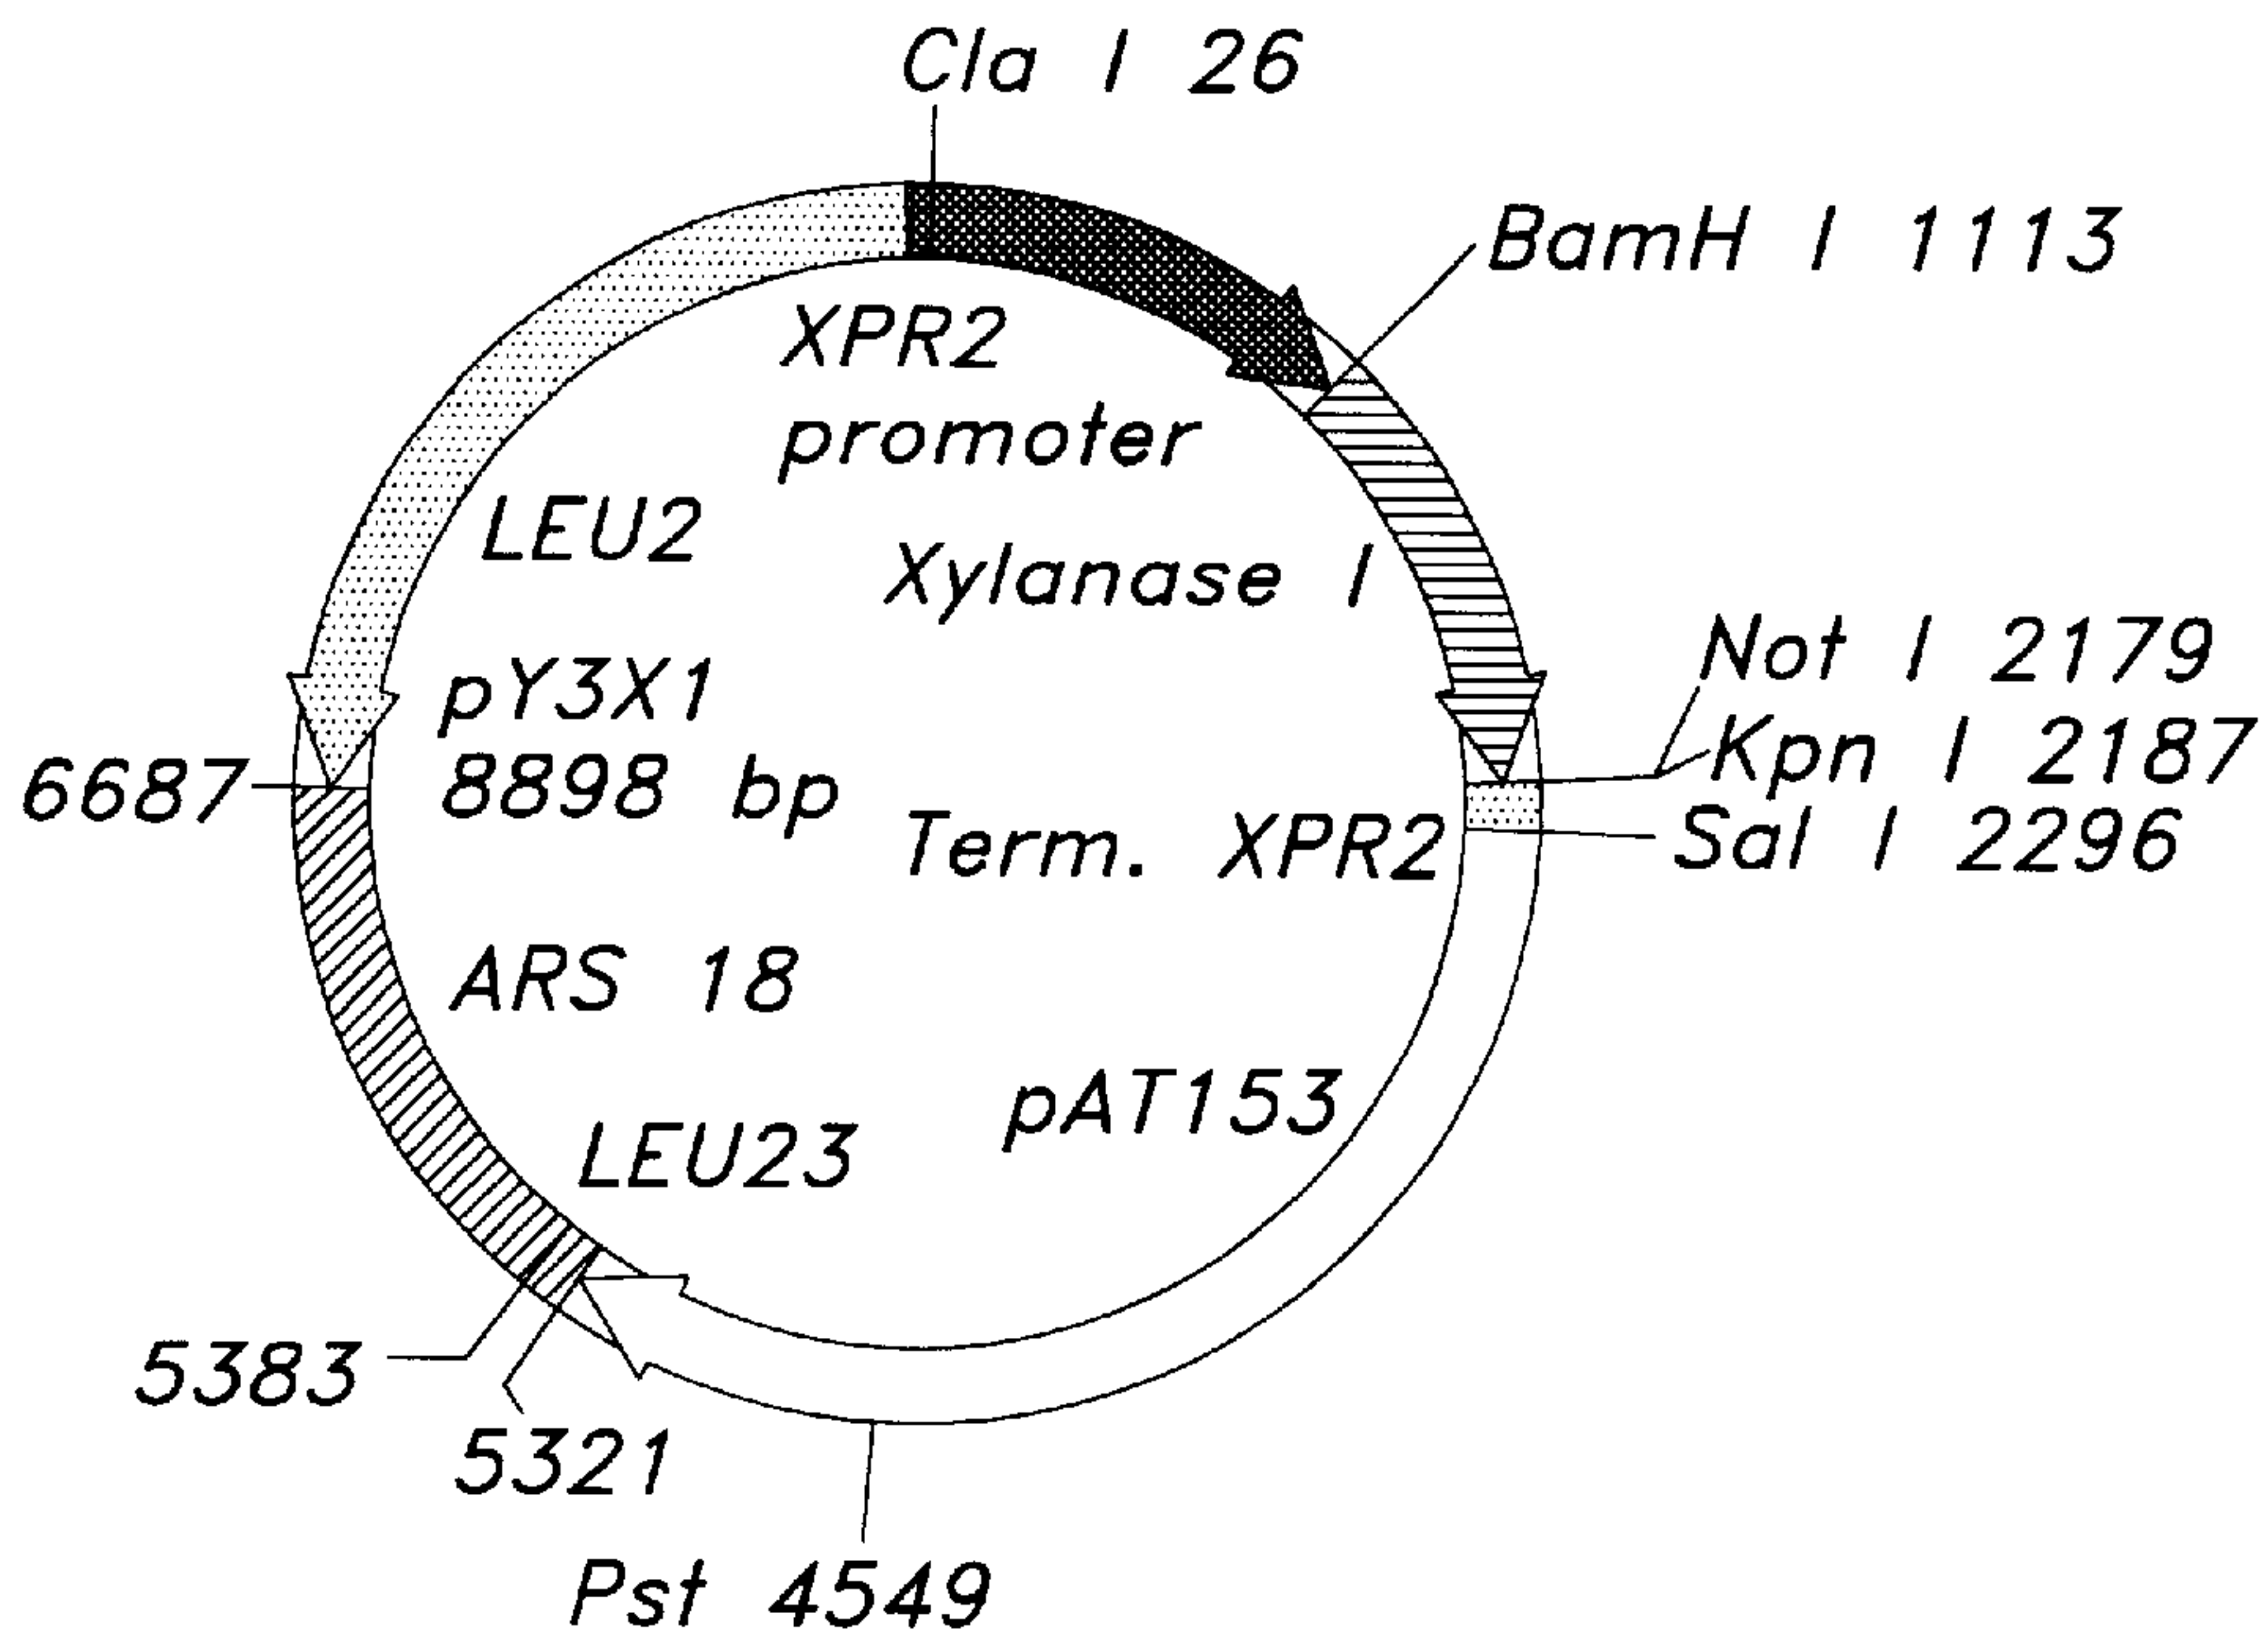 Cla I 26
BamH I 1113
XPR2
promoter
LEU2
Xylanase I
Not I 2179
pY3X1
Kpn I 2187
6687
8898 bp
Term. XPR2
Sal I 2296
ARS 18
pAT153
LEU23
5383
5321
Pst 4549